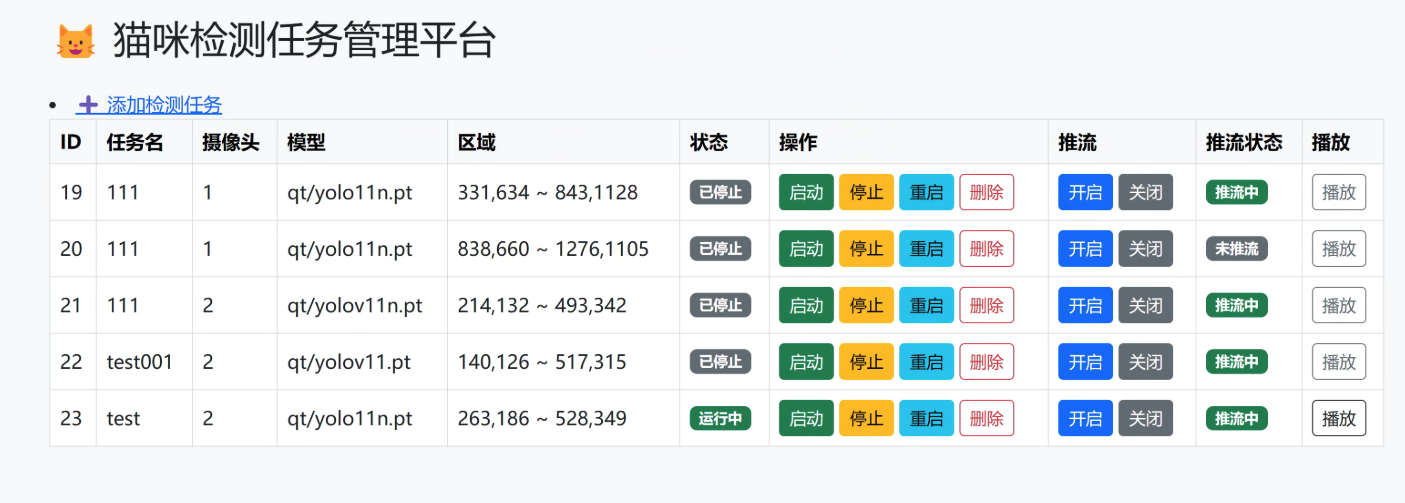 猫咪检测任务管理平台
添加检测任务
ID 任务名 摄像头 模型 区域 状态 操作 推流 推流状态 播放
19 111 1 qt/yolo11n.pt 331,634 ~ 843,1128 已停止 启动 停止 重启 删除 开启 关闭 推流中 播放
20 111 1 qt/yolo11n.pt 838,660 ~ 1276,1105 已停止 启动 停止 重启 删除 开启 关闭 未推流 播放
21 111 2 qt/yolov11n.pt 214,132 ~ 493,342 已停止 启动 停止 重启 删除 开启 关闭 推流中 播放
22 test001 2 qt/yolov11.pt 140,126 ~ 517,315 已停止 启动 停止 重启 删除 开启 关闭 推流中 播放
23 test 2 qt/yolo11n.pt 263,186 ~ 528,349 运行中 启动 停止 重启 删除 开启 关闭 推流中 播放